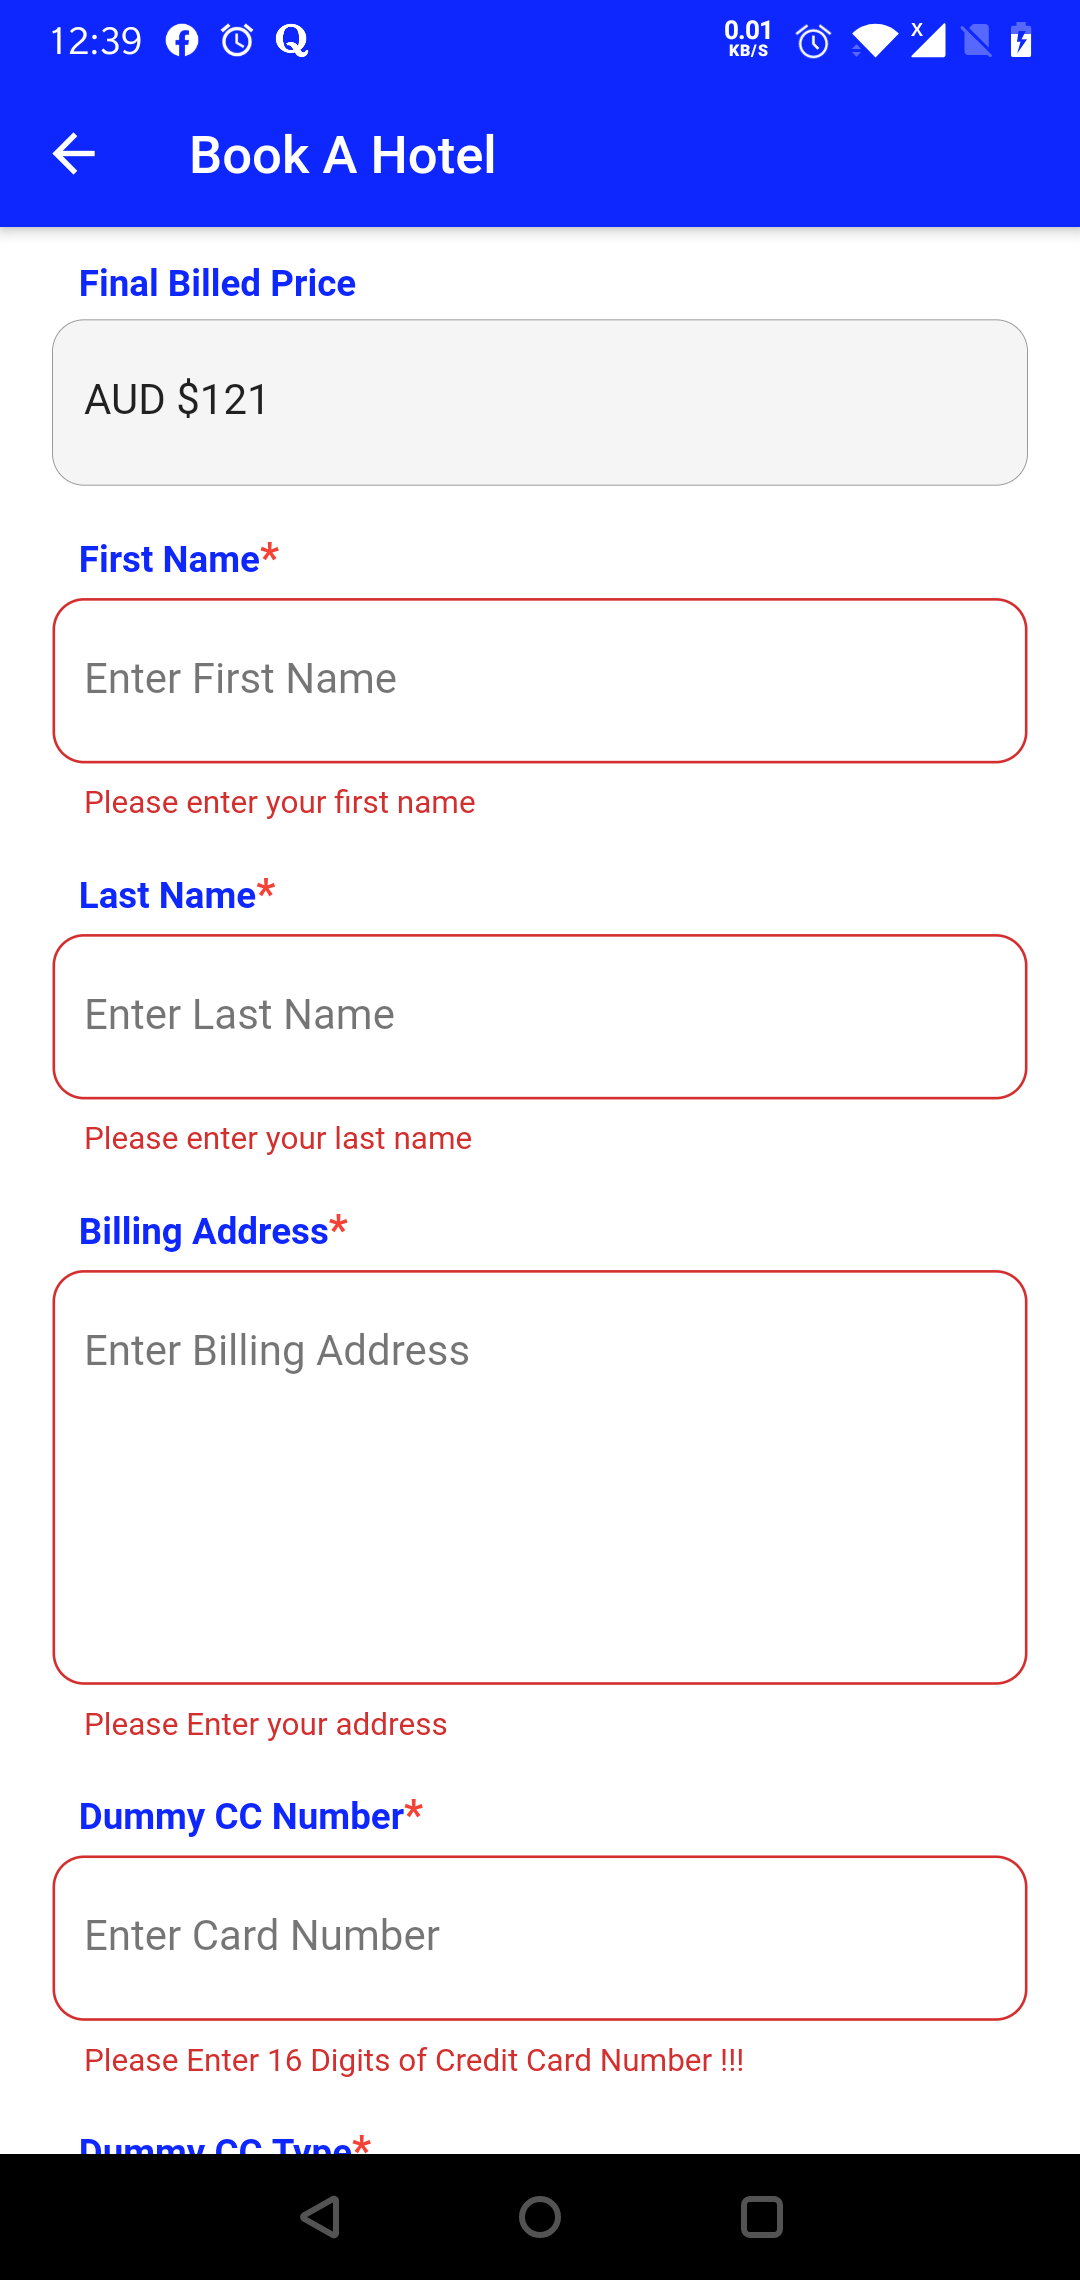 12:39
0.01
KB/S
Book A Hotel
Final Billed Price
AUD $121
First Name*
Enter First Name
Please enter your first name
Last Name*
Enter Last Name
Please enter your last name
Billing Address*
Enter Billing Address
Please Enter your address
Dummy CC Number*
Enter Card Number
Please Enter 16 Digits of Credit Card Number !!!
Dummy CC Type*